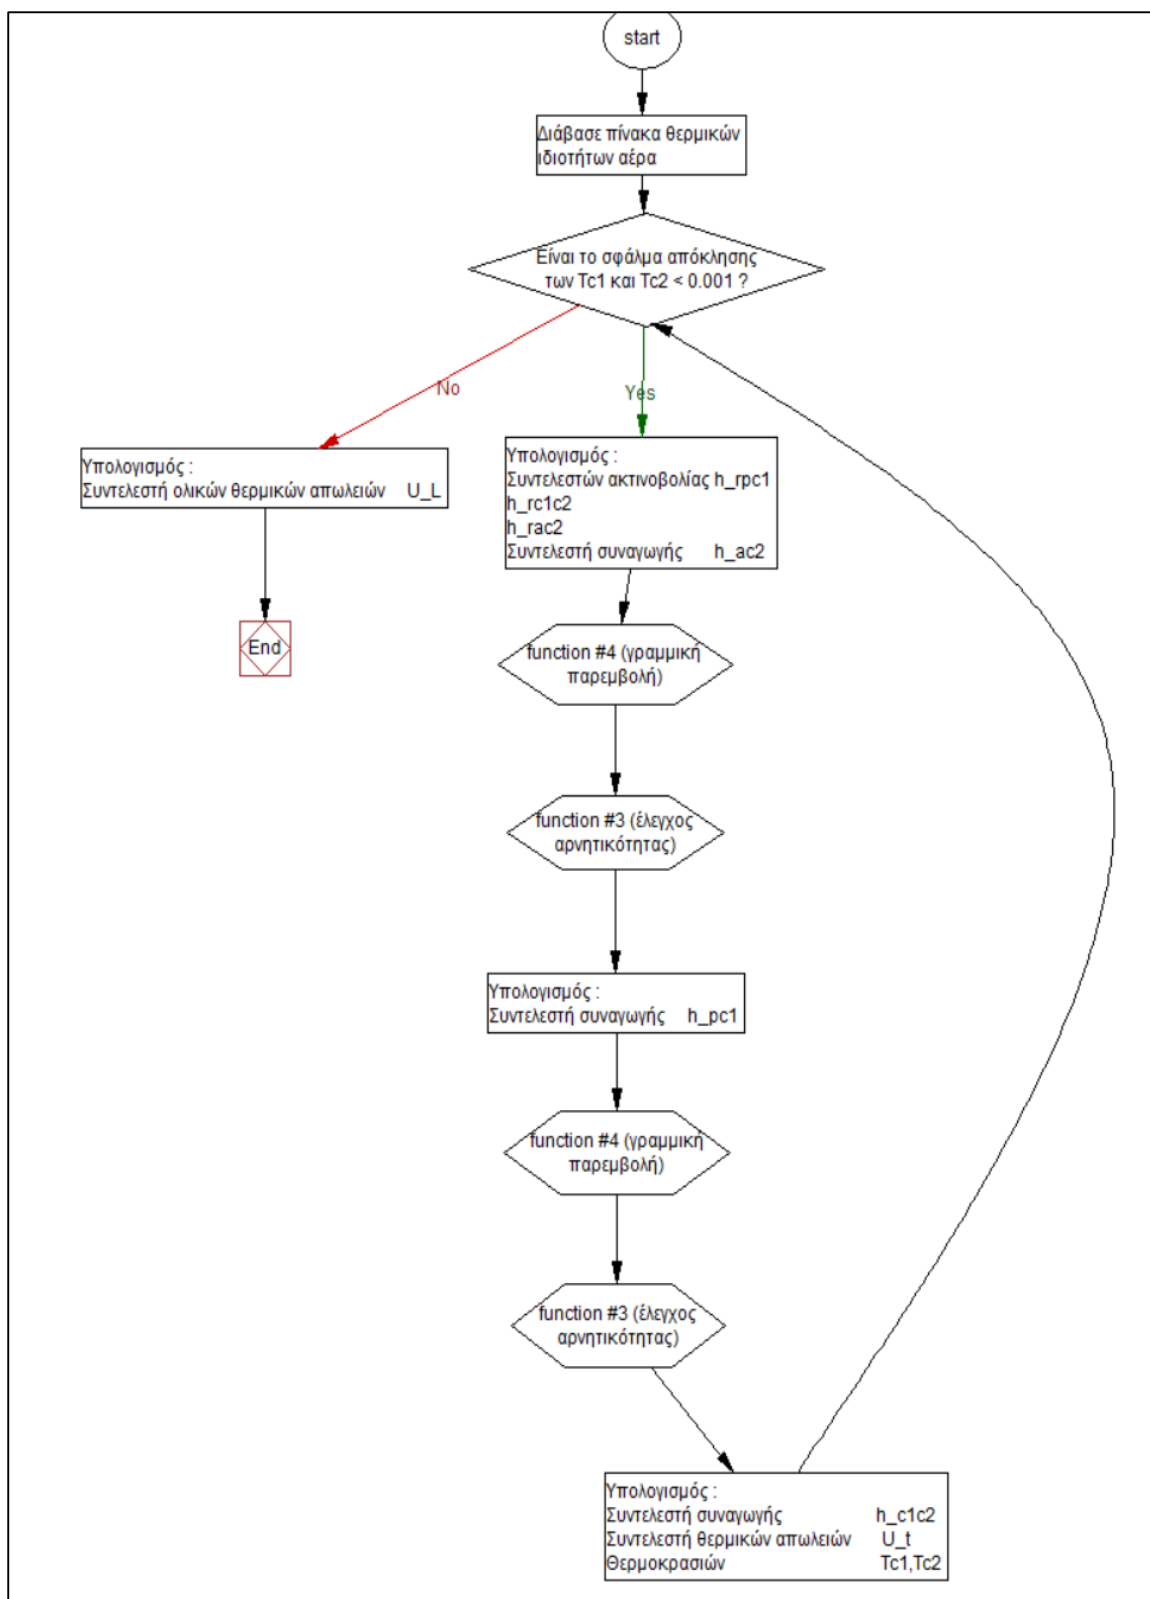 start
Διάβασε πίνακα θερμικών
ιδιοτήτων αέρα
Είναι το σφάλμα απόκλησης
των Tc1 και Tc2 < 0.001 ?
No
Yes
Υπολογισμός :
Συντελεστή ολικών θερμικών απωλειών U_L
End
Υπολογισμός :
Συντελεστών ακτινοβολίας h_rpc1
h_rc1c2
h_rac2
Συντελεστή συναγωγής h_ac2
function #4 (γραμμική
παρεμβολή)
function #3 (έλεγχος
αρνητικότητας)
Υπολογισμός :
Συντελεστή συναγωγής h_pc1
function #4 (γραμμική
παρεμβολή)
function #3 (έλεγχος
αρνητικότητας)
Υπολογισμός :
Συντελεστή συναγωγής h_c1c2
Συντελεστή θερμικών απωλειών U_t
Θερμοκρασιών Tc1,Tc2